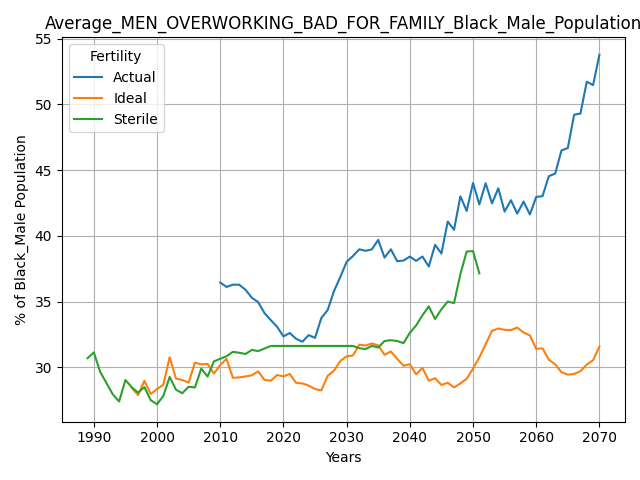 Average_MEN_OVERWORKING_BAD_FOR_FAMILY_Black_Male_Population
Fertility
Actual
Ideal
Sterile
% of Black_Male Population
55
50
45
40
35
30
1990 2000 2010 2020 2030 2040 2050 2060 2070
Years